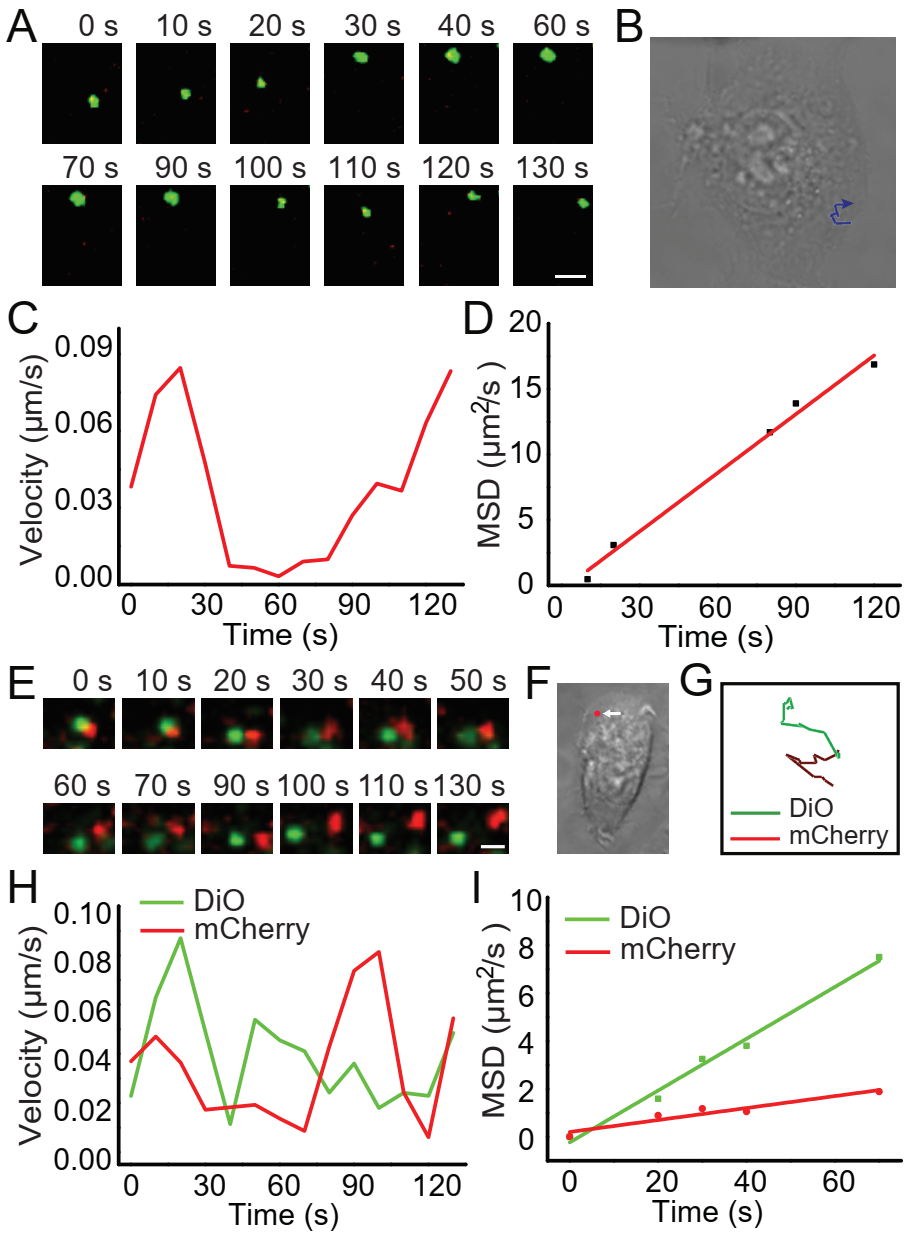 A
0 s 10 s 20 s 30 s 40 s 60 s
70 s 90 s 100 s 110 s 120 s 130 s
B
C
Velocity (μm/s)
0.09
0.06
0.03
0.00
0 30 60 90 120
Time (s)
D
MSD (μm²/s)
20
15
10
5
0
0 30 60 90 120
Time (s)
E
0 s 10 s 20 s 30 s 40 s 50 s
60 s 70 s 90 s 100 s 110 s 130 s
F
G
DiO
mCherry
H
DiO
mCherry
Velocity (μm/s)
0.10
0.08
0.06
0.04
0.02
0.00
0 30 60 90 120
Time (s)
I
DiO
mCherry
MSD (μm²/s)
10
8
6
4
2
0
0 20 40 60
Time (s)